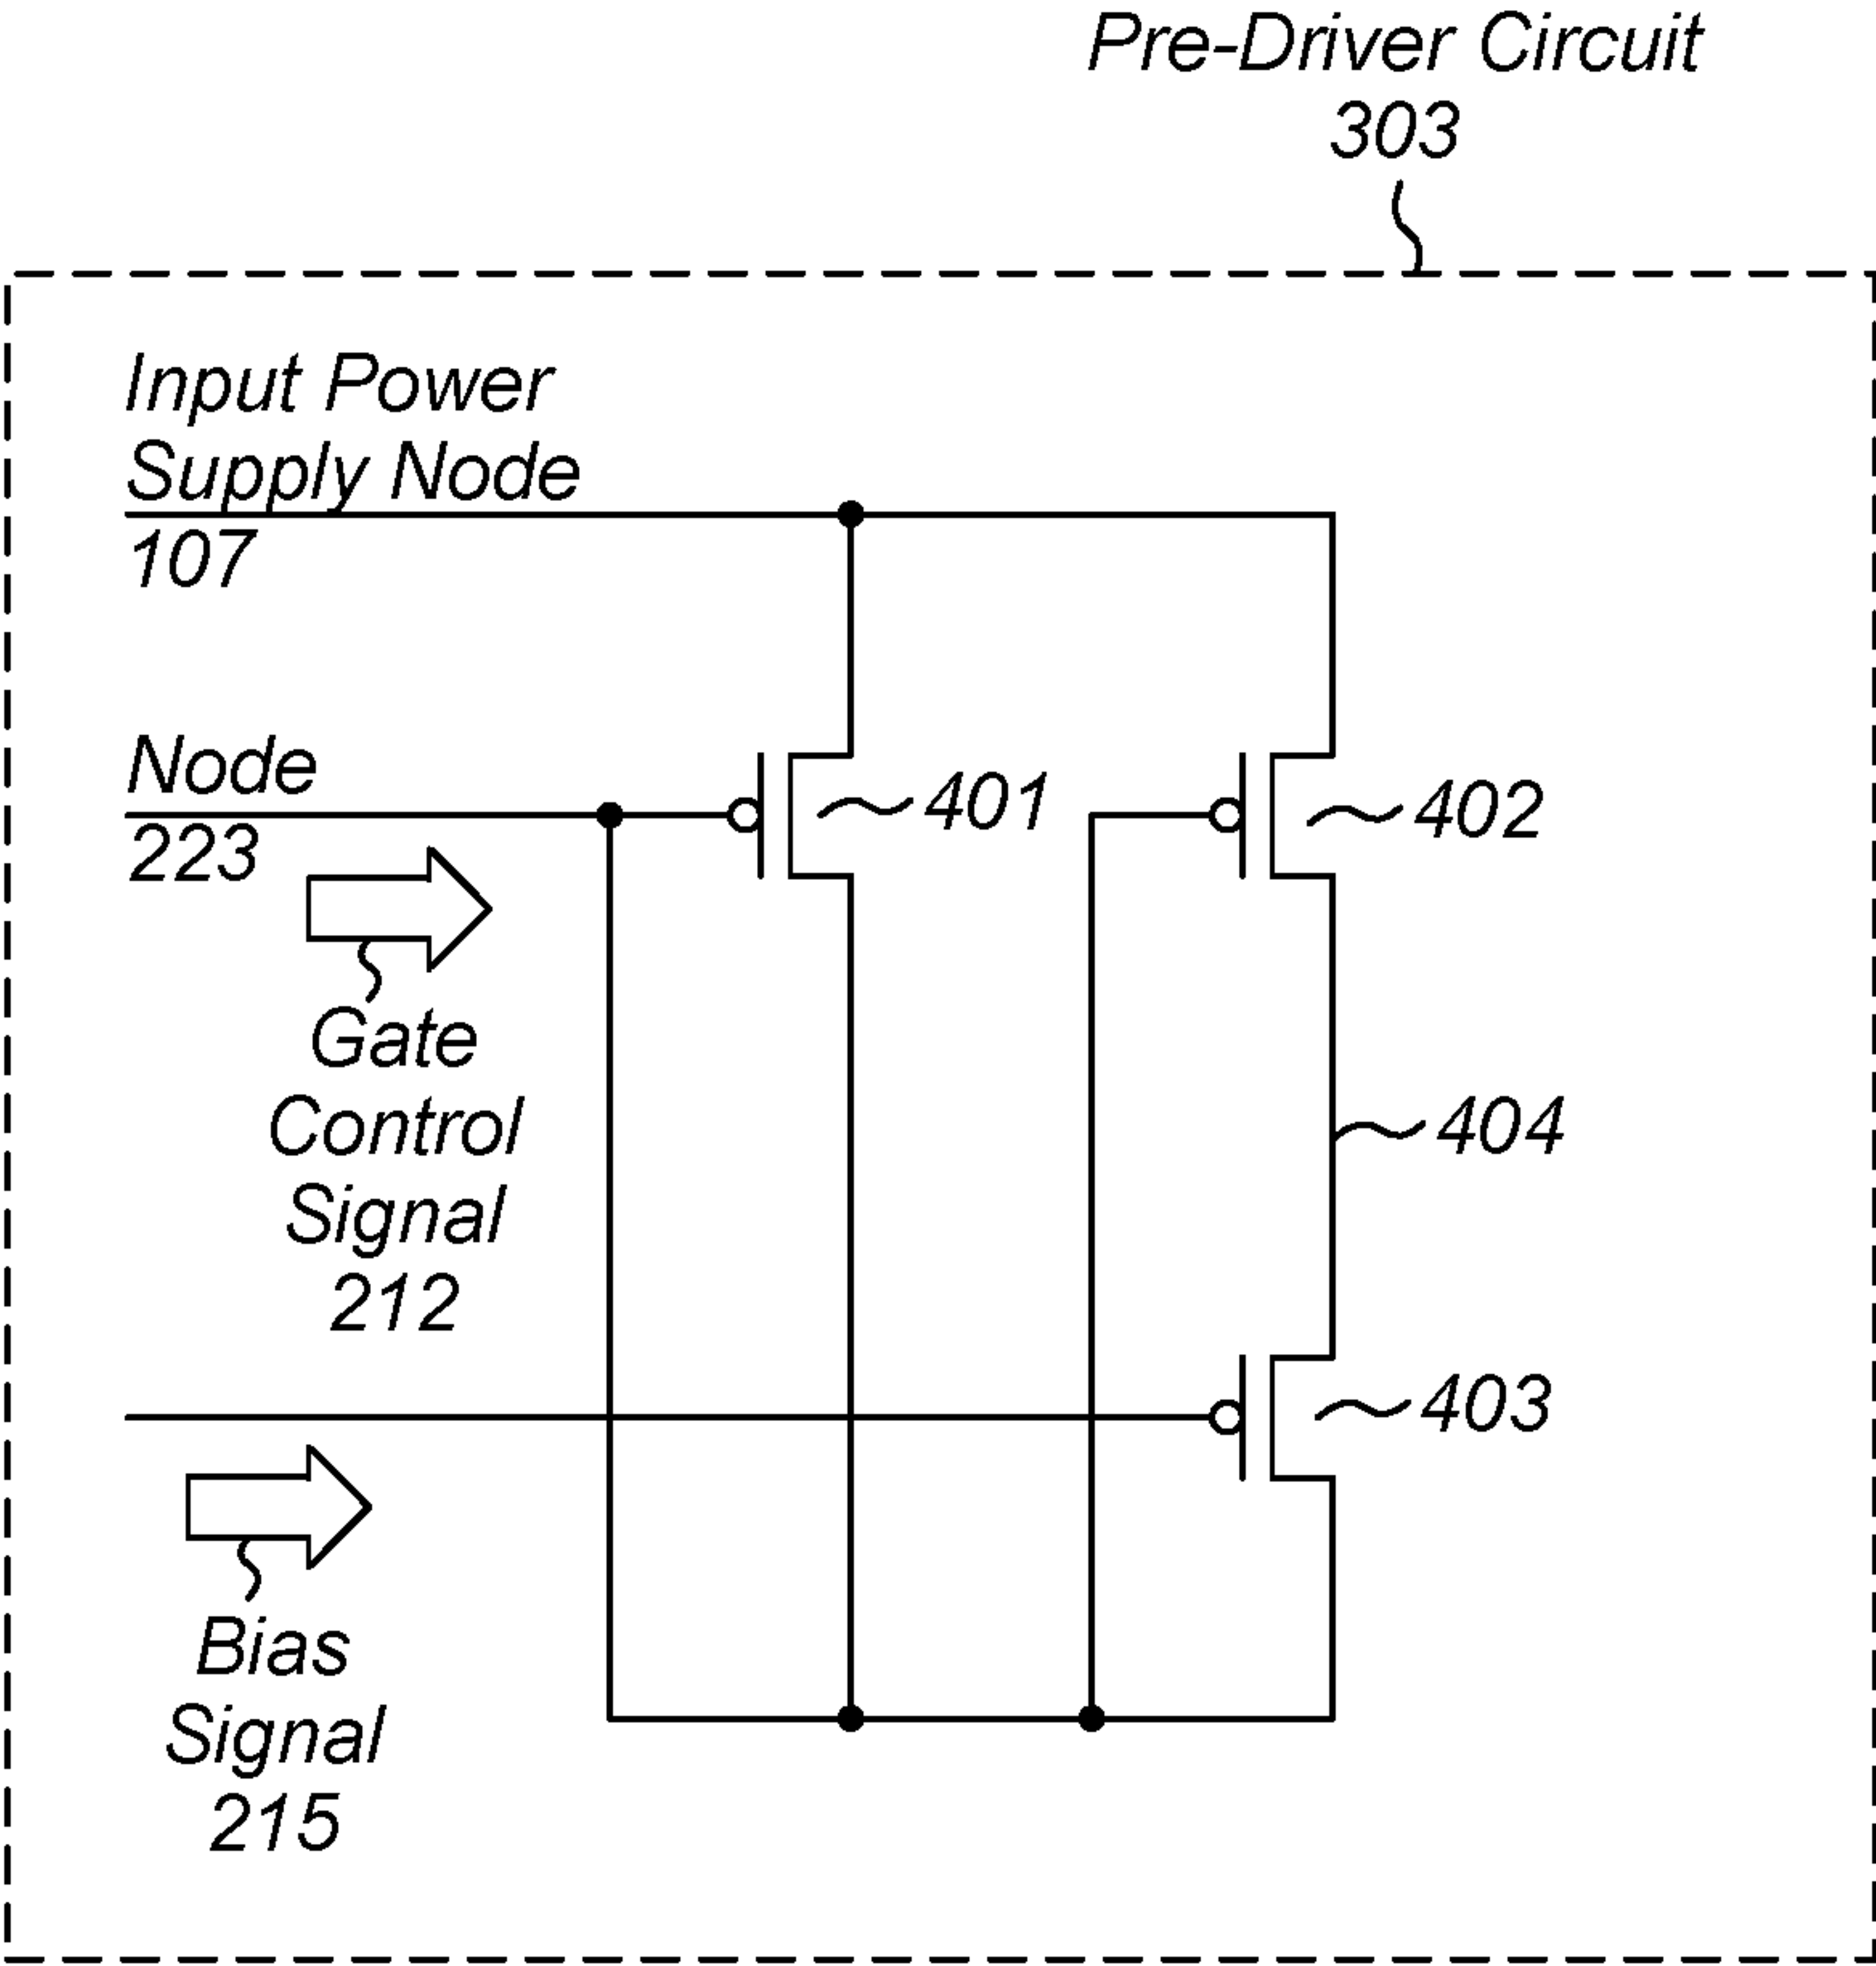 Pre-Driver Circuit
303
Input Power
Supply Node
107
Node
223
401
402
Gate
Control
Signal
212
404
403
Bias
Signal
215